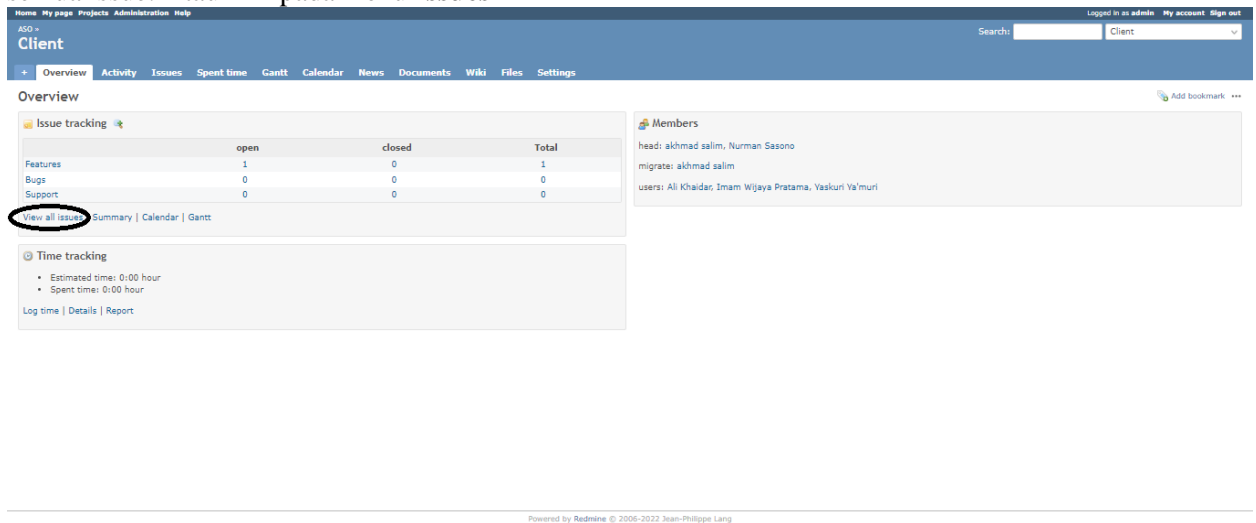 Home My page Projects Administration Help
Logged in as admin My account Sign out
ASO »
Client
Search:
Client
+ Overview Activity Issues Spent time Gantt Calendar News Documents Wiki Files Settings
Overview
Add bookmark •••
Issue tracking
open closed Total
Features 1 0 1
Bugs 0 0 0
Support 0 0 0
View all issues Summary | Calendar | Gantt
Time tracking
• Estimated time: 0:00 hour
• Spent time: 0:00 hour
Log time | Details | Report
Members
head: akhmad salim, Nurman Sasono
migrate: akhmad salim
users: Ali Khaidar, Imam Wijaya Pratama, Yaskuri Ya'muri
Powered by Redmine © 2006-2022 Jean-Philippe Lang